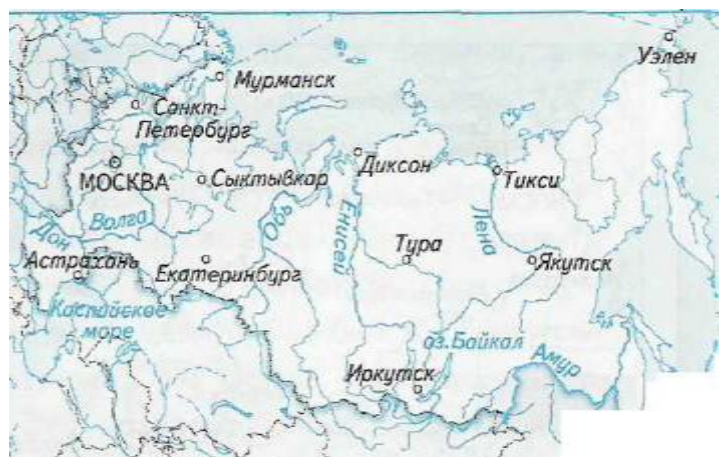 Уэлен
Мурманск
Санкт-
Петербург
Диксон
МОСКВА
Сыктывкар
Тикси
Обь
Енисей
Лена
Волга
Дон
Тура
Якутск
Астрахань
Екатеринбург
Каспийское
море
оз.Байкал
Амур
Иркутск